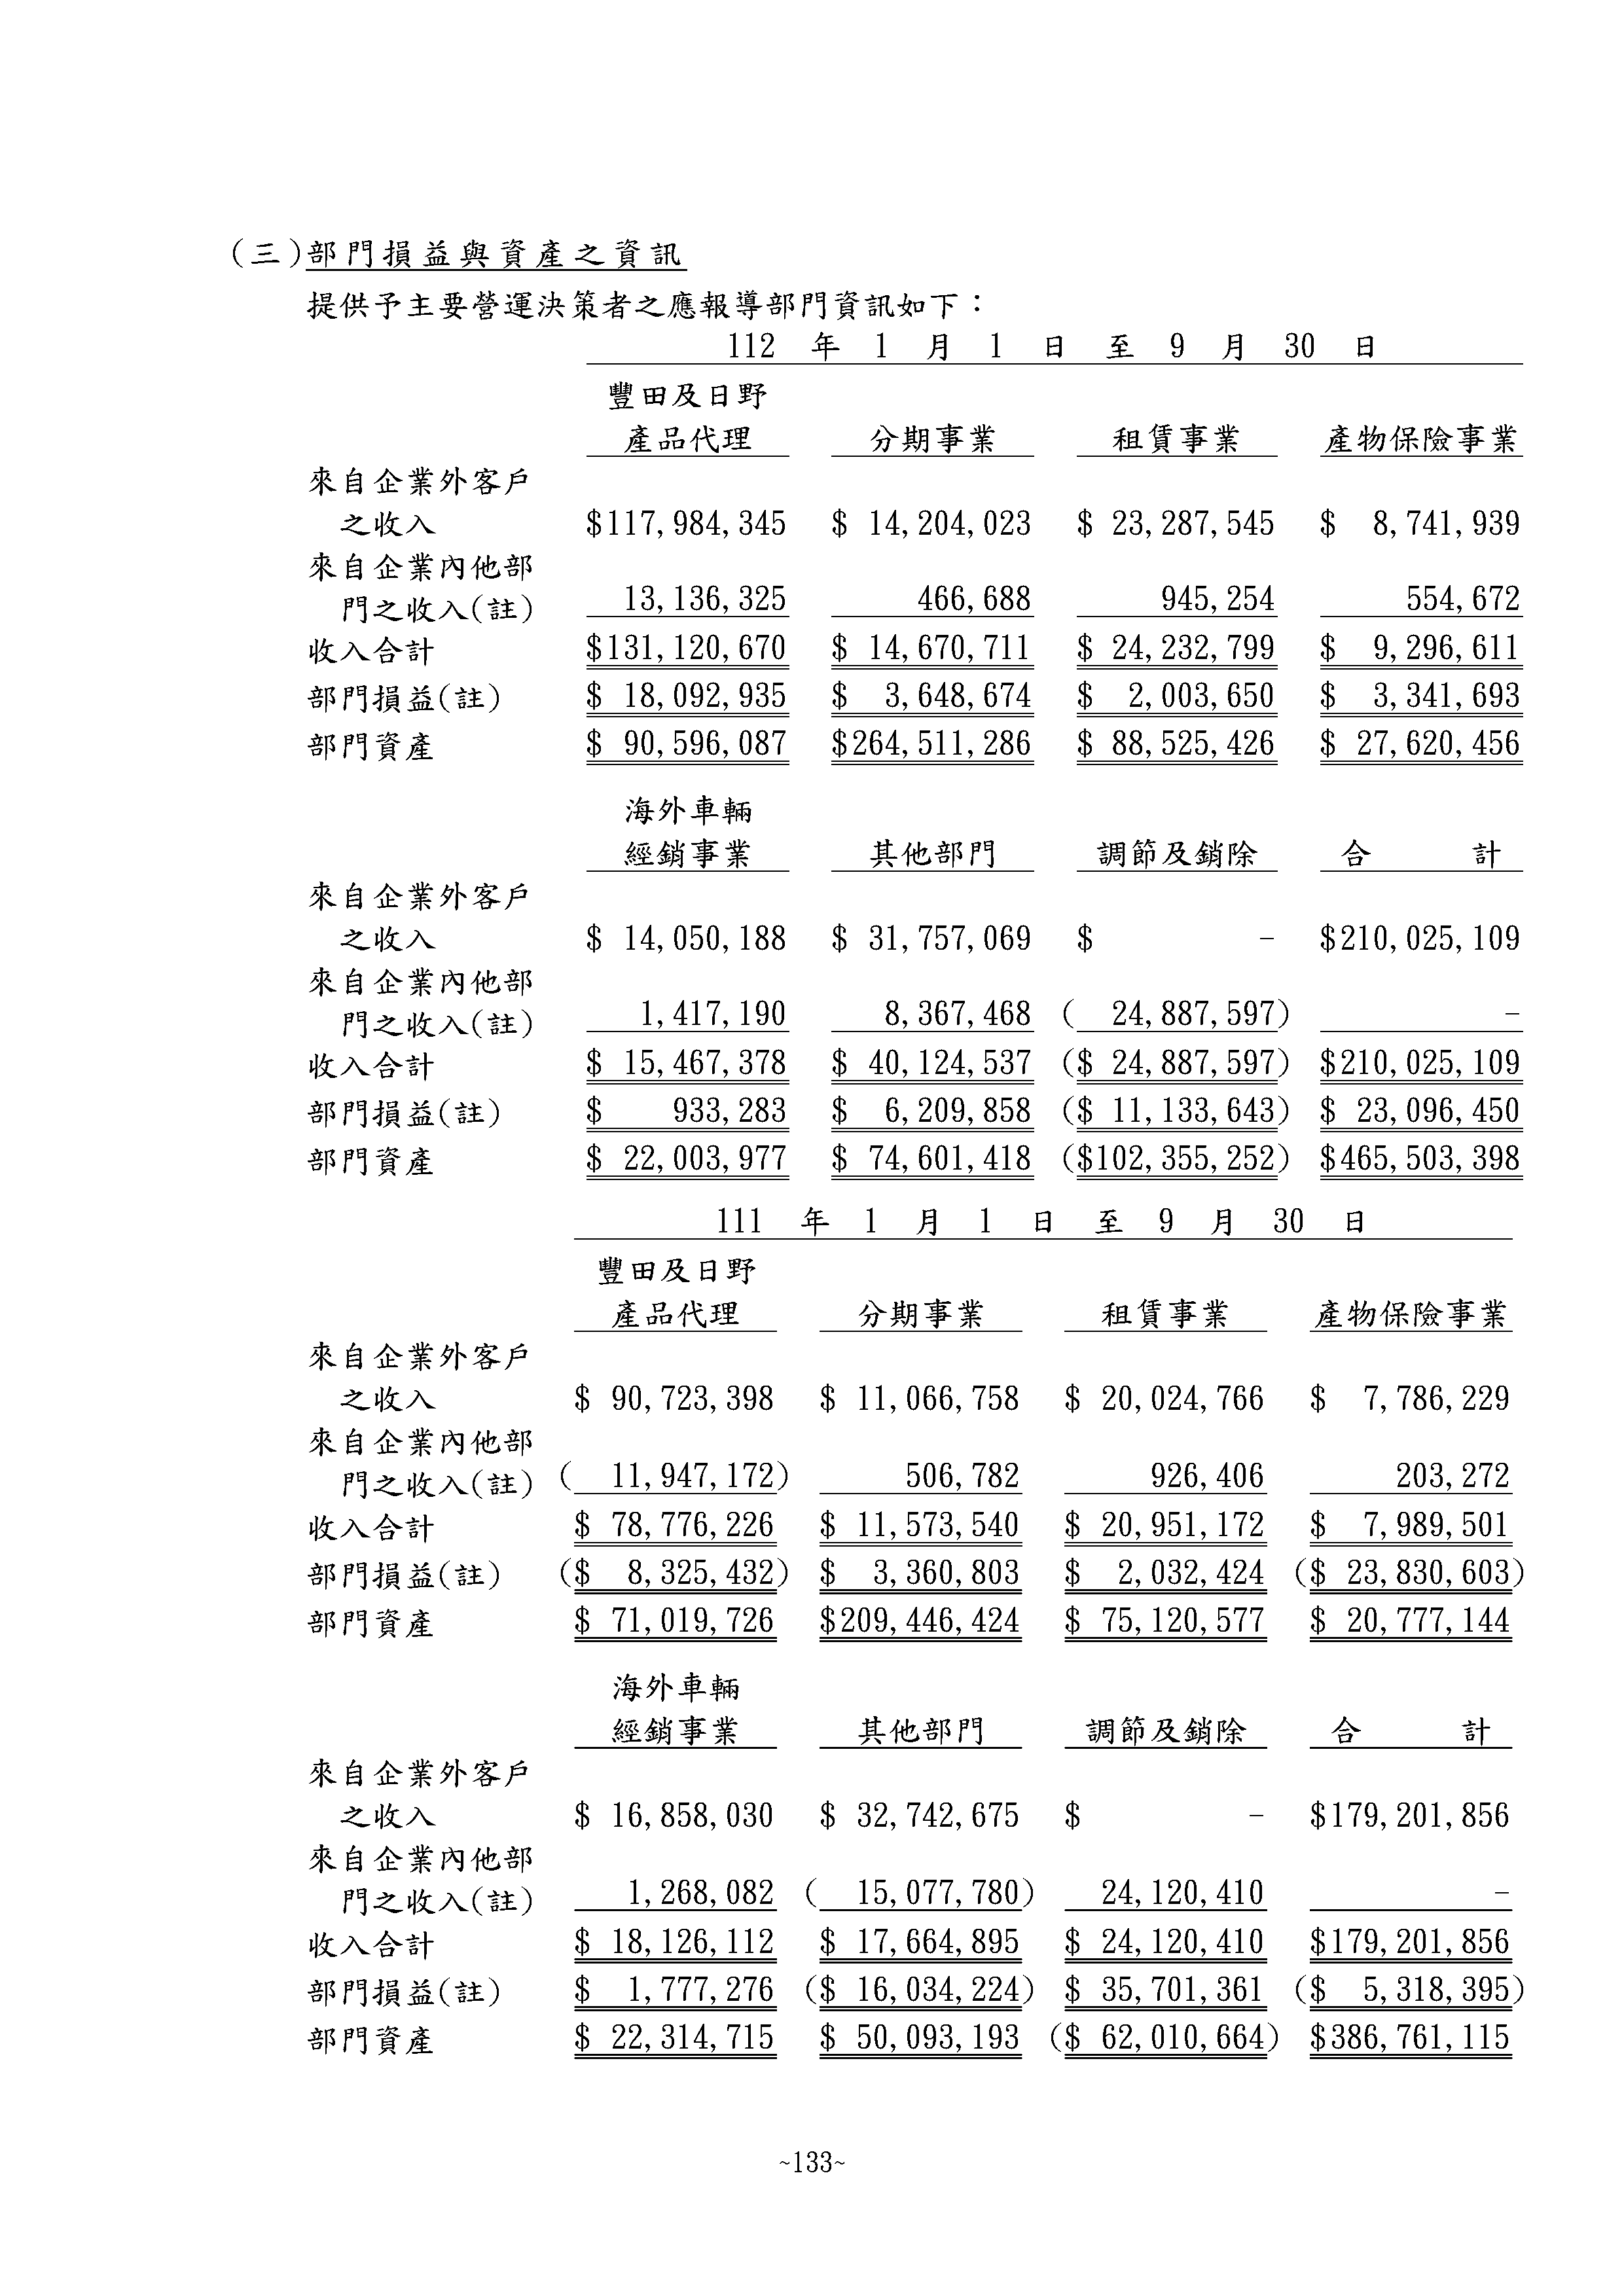 (三)部門損益與資產之資訊
提供予主要營運決策者之應報導部門資訊如下：
112 年 1 月 1 日 至 9 月 30 日
豐田及日野
產品代理 分期事業 租賃事業 產物保險事業
來自企業外客戶
之收入 $117,984,345 $ 14,204,023 $ 23,287,545 $ 8,741,939
來自企業內他部
門之收入(註) 13,136,325 466,688 945,254 554,672
收入合計 $131,120,670 $ 14,670,711 $ 24,232,799 $ 9,296,611
部門損益(註) $ 18,092,935 $ 3,648,674 $ 2,003,650 $ 3,341,693
部門資產 $ 90,596,087 $264,511,286 $ 88,525,426 $ 27,620,456
海外車輛
經銷事業 其他部門 調節及銷除 合 計
來自企業外客戶
之收入 $ 14,050,188 $ 31,757,069 $ - $210,025,109
來自企業內他部
門之收入(註) 1,417,190 8,367,468 ( 24,887,597) -
收入合計 $ 15,467,378 $ 40,124,537 ($ 24,887,597) $210,025,109
部門損益(註) $ 933,283 $ 6,209,858 ($ 11,133,643) $ 23,096,450
部門資產 $ 22,003,977 $ 74,601,418 ($102,355,252) $465,503,398
111 年 1 月 1 日 至 9 月 30 日
豐田及日野
產品代理 分期事業 租賃事業 產物保險事業
來自企業外客戶
之收入 $ 90,723,398 $ 11,066,758 $ 20,024,766 $ 7,786,229
來自企業內他部
門之收入(註) ( 11,947,172) 506,782 926,406 203,272
收入合計 $ 78,776,226 $ 11,573,540 $ 20,951,172 $ 7,989,501
部門損益(註) ($ 8,325,432) $ 3,360,803 $ 2,032,424 ($ 23,830,603)
部門資產 $ 71,019,726 $209,446,424 $ 75,120,577 $ 20,777,144
海外車輛
經銷事業 其他部門 調節及銷除 合 計
來自企業外客戶
之收入 $ 16,858,030 $ 32,742,675 $ - $179,201,856
來自企業內他部
門之收入(註) 1,268,082 ( 15,077,780) 24,120,410 -
收入合計 $ 18,126,112 $ 17,664,895 $ 24,120,410 $179,201,856
部門損益(註) $ 1,777,276 ($ 16,034,224) $ 35,701,361 ($ 5,318,395)
部門資產 $ 22,314,715 $ 50,093,193 ($ 62,010,664) $386,761,115
~133~